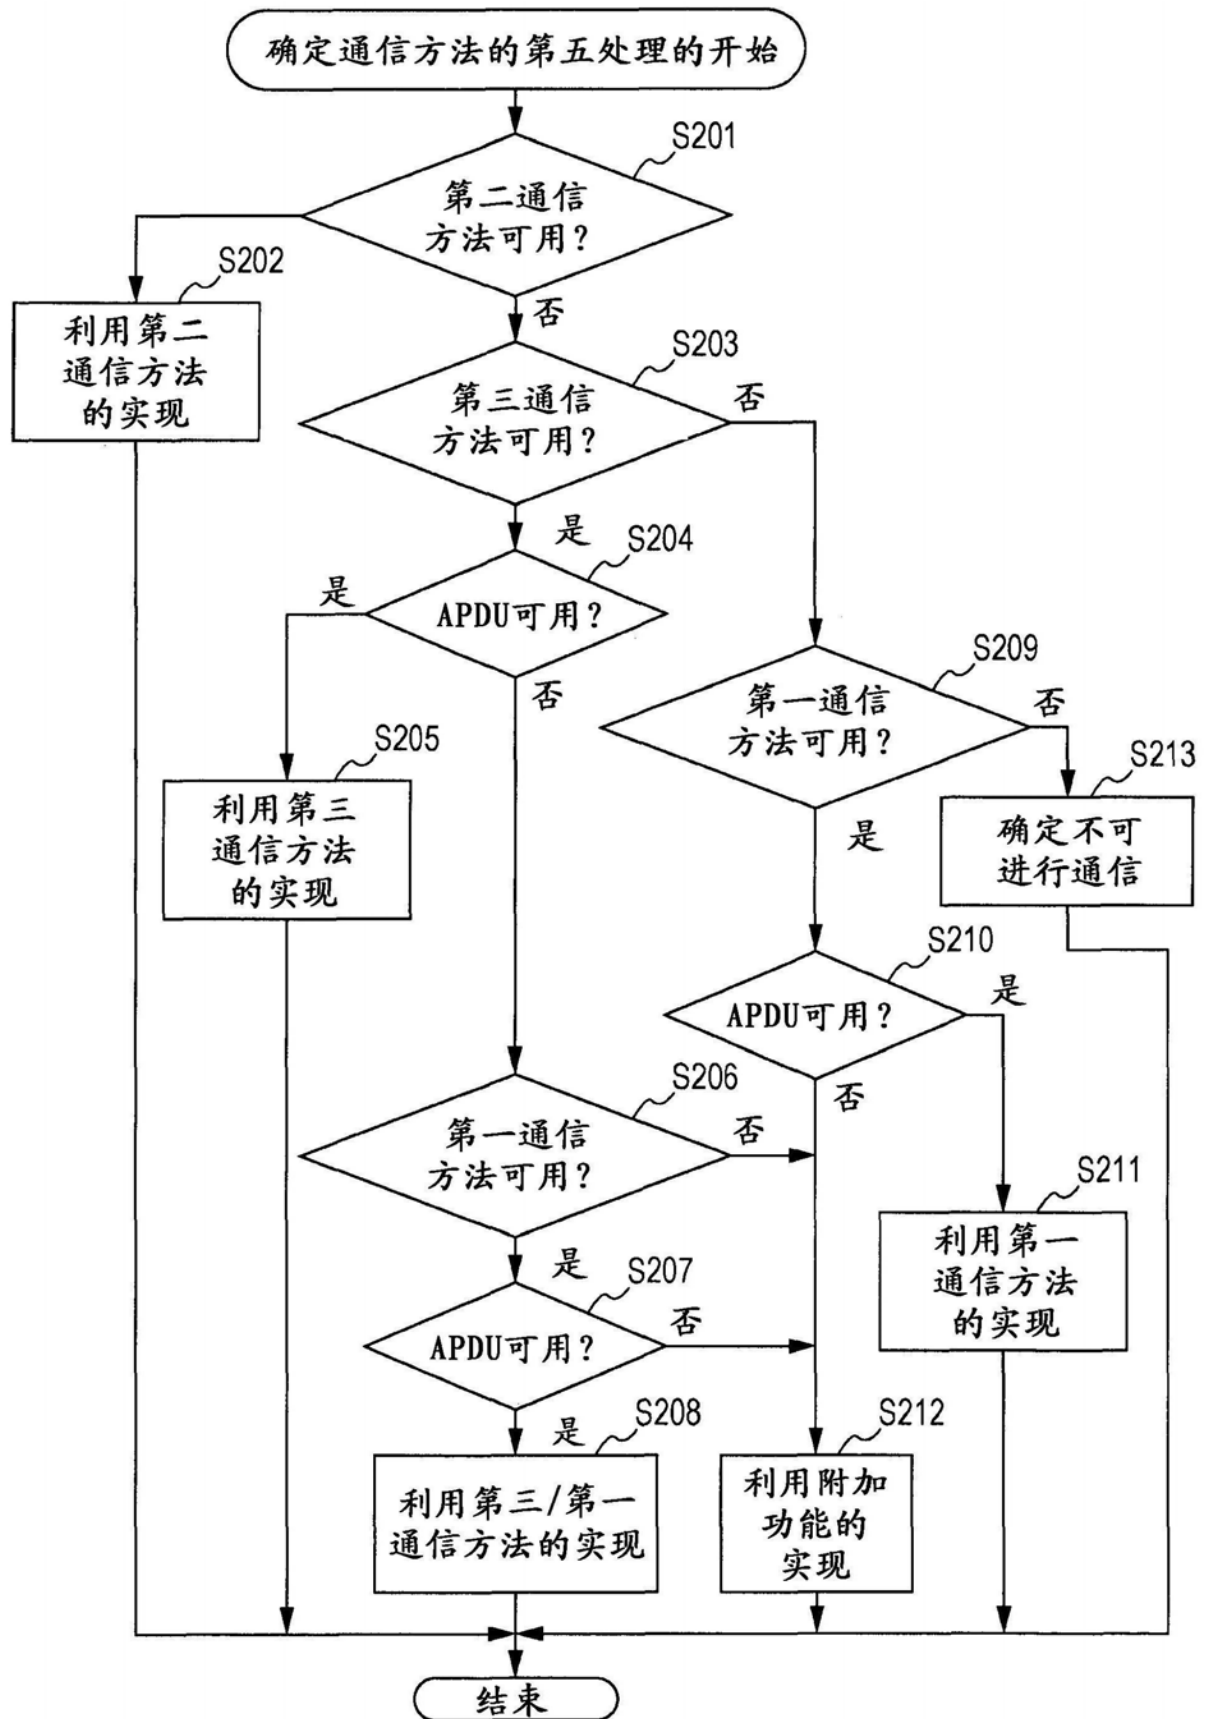 确定通信方法的第五处理的开始
S201
第二通信
方法可用?
S202
利用第二
通信方法
的实现
否
S203
第三通信
方法可用?
否
是
S204
APDU可用?
是
否
S205
利用第三
通信方法
的实现
S209
第一通信
方法可用?
否
是
S213
确定不可
进行通信
S210
APDU可用?
是
否
S206
第一通信
方法可用?
否
是
S211
利用第一
通信方法
的实现
S207
APDU可用?
否
是
S208
利用第三/第一
通信方法的实现
S212
利用附加
功能的
实现
结束